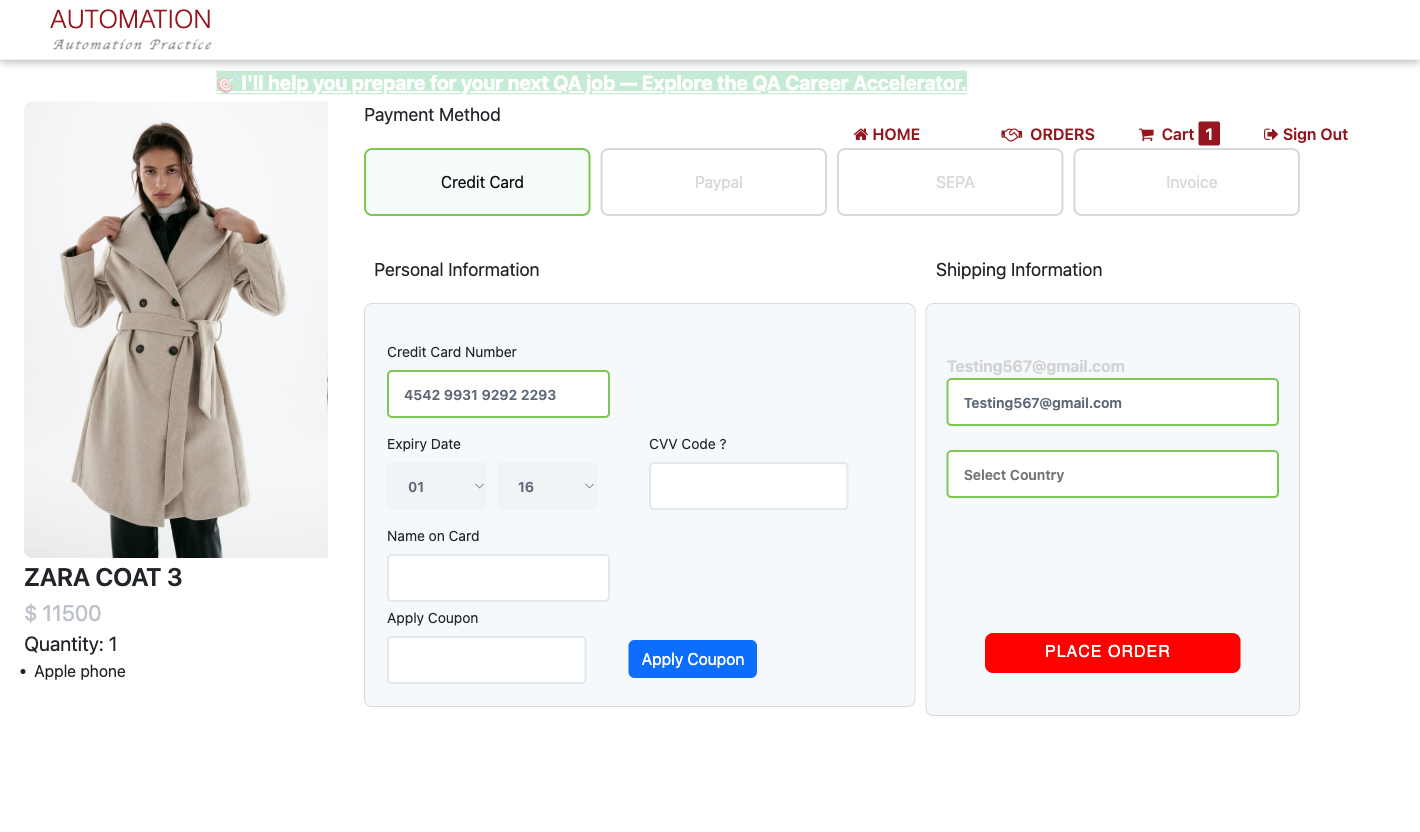 AUTOMATION
Automation Practice
🎯 I'll help you prepare for your next QA job — Explore the QA Career Accelerator.
Payment Method
HOME
ORDERS
Cart 1
Sign Out
Credit Card
Paypal
SEPA
Invoice
Personal Information
Shipping Information
Credit Card Number
4542 9931 9292 2293
Expiry Date
CVV Code ?
01
16
Name on Card
Apply Coupon
Apply Coupon
Testing567@gmail.com
Testing567@gmail.com
Select Country
PLACE ORDER
ZARA COAT 3
$ 11500
Quantity: 1
• Apple phone